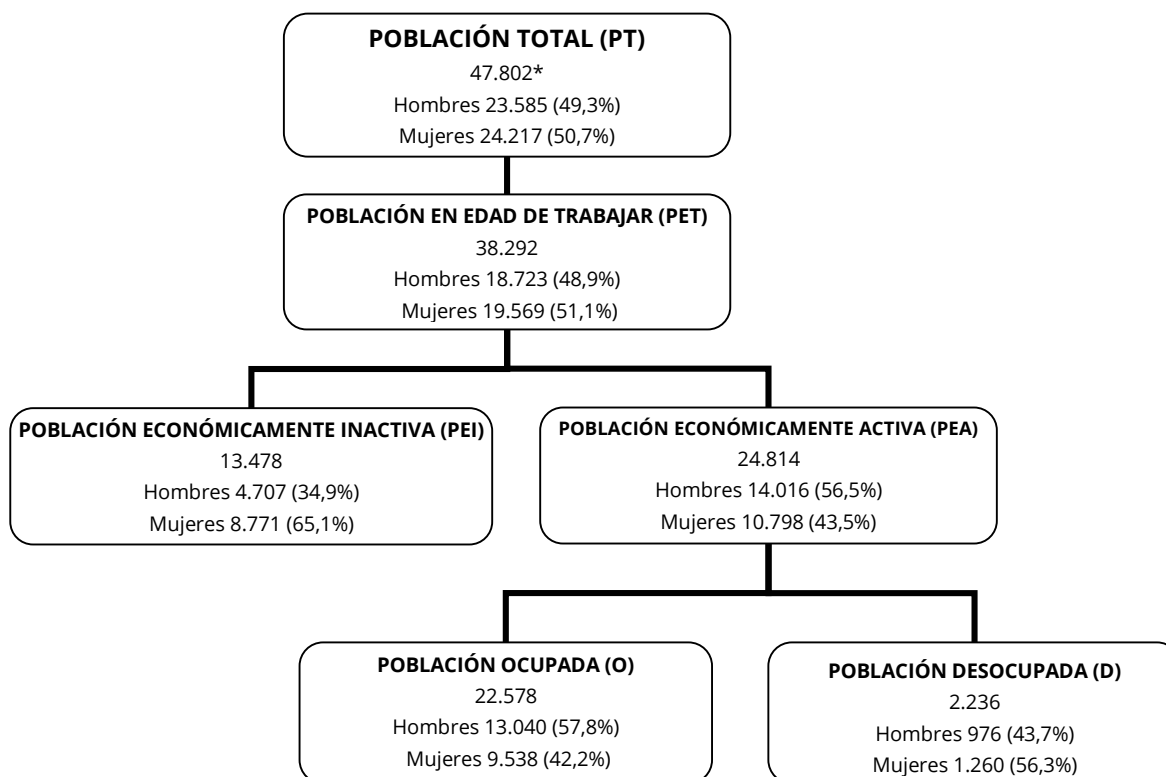 POBLACIÓN TOTAL (PT)
47.802*
Hombres 23.585 (49,3%)
Mujeres 24.217 (50,7%)
POBLACIÓN EN EDAD DE TRABAJAR (PET)
38.292
Hombres 18.723 (48,9%)
Mujeres 19.569 (51,1%)
POBLACIÓN ECONÓMICAMENTE INACTIVA (PEI)
13.478
Hombres 4.707 (34,9%)
Mujeres 8.771 (65,1%)
POBLACIÓN ECONÓMICAMENTE ACTIVA (PEA)
24.814
Hombres 14.016 (56,5%)
Mujeres 10.798 (43,5%)
POBLACIÓN OCUPADA (O)
22.578
Hombres 13.040 (57,8%)
Mujeres 9.538 (42,2%)
POBLACIÓN DESOCUPADA (D)
2.236
Hombres 976 (43,7%)
Mujeres 1.260 (56,3%)